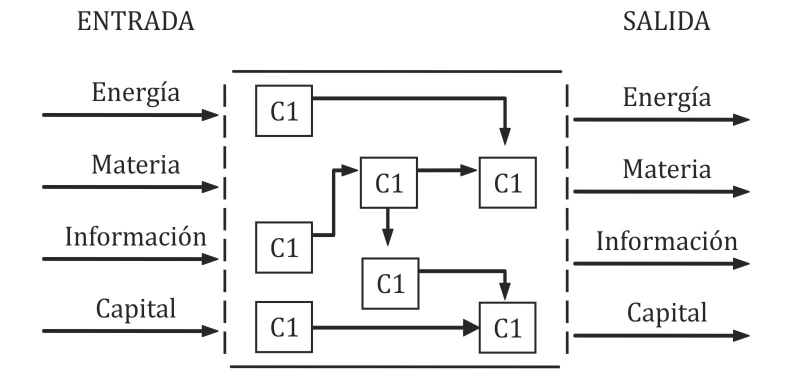 ENTRADA
SALIDA
Energía
C1
Energía
Materia
C1
C1
Materia
Información
C1
Información
C1
Capital
C1
C1
Capital